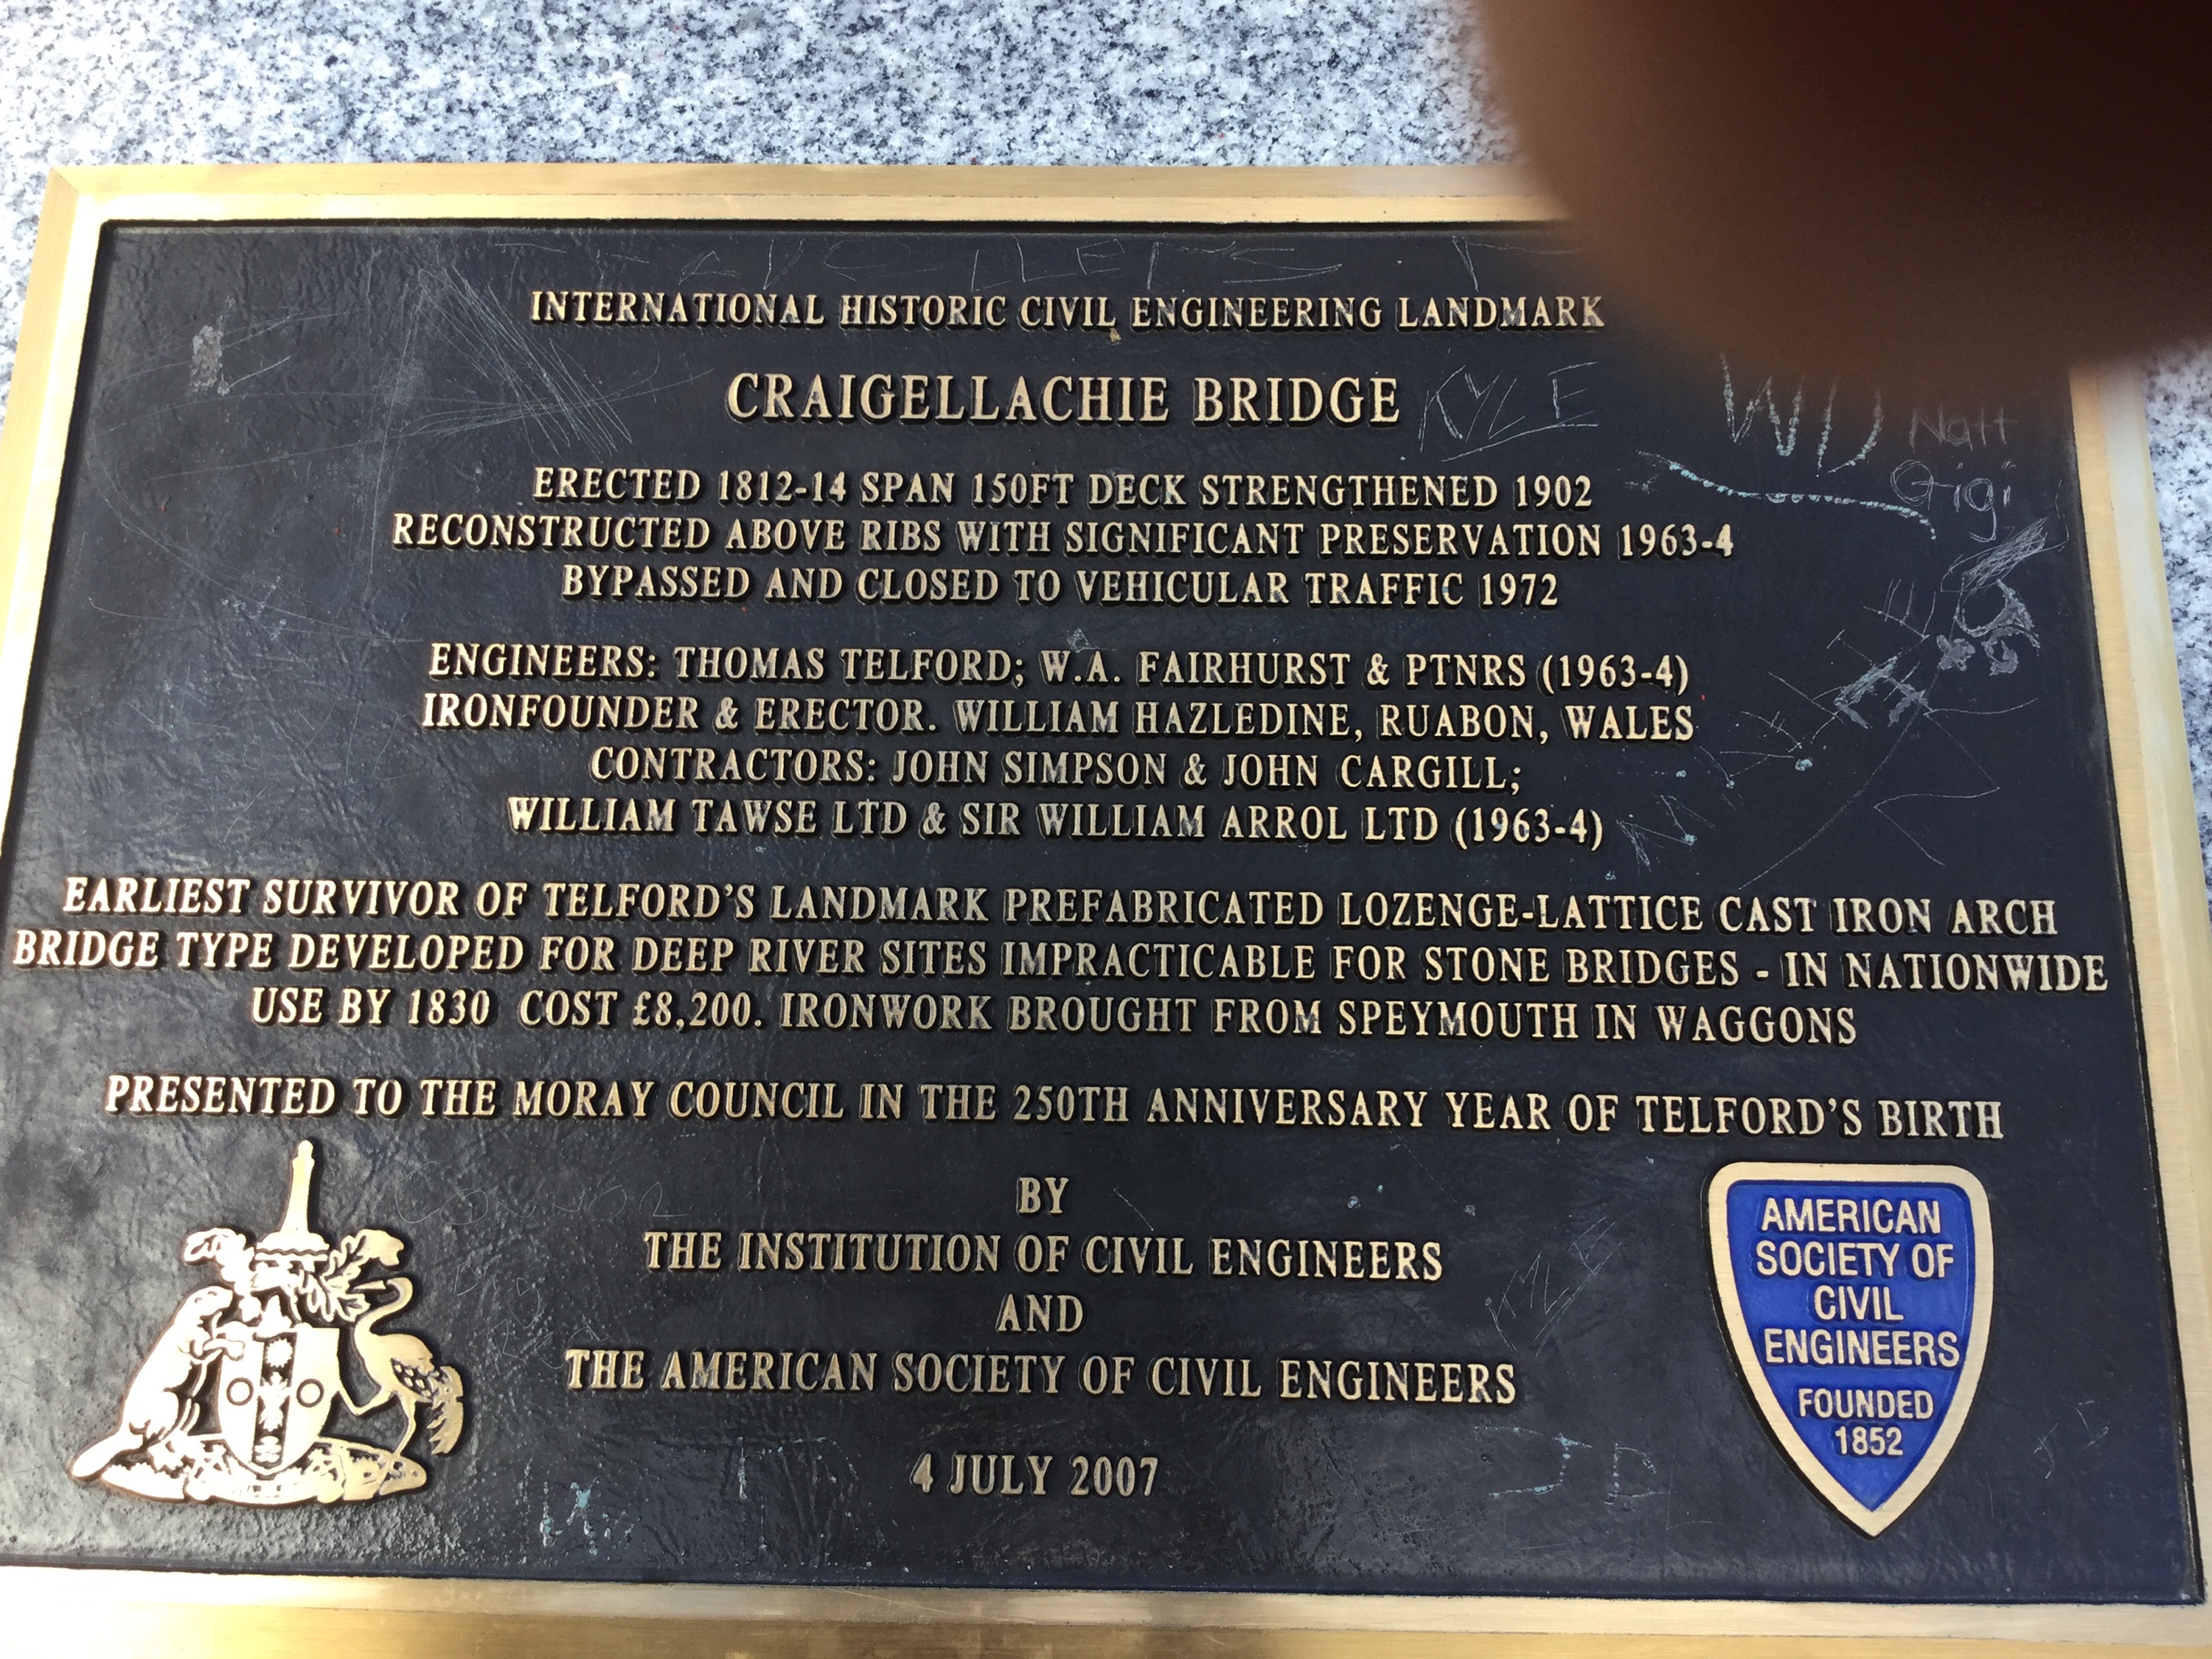 INTERNATIONAL HISTORIC CIVIL ENGINEERING LANDMARK
CRAIGELLACHIE BRIDGE
KYLE
WD
Natt
Gigi
ERECTED 1812-14 SPAN 150FT DECK STRENGTHENED 1902
RECONSTRUCTED ABOVE RIBS WITH SIGNIFICANT PRESERVATION 1963-4
BYPASSED AND CLOSED TO VEHICULAR TRAFFIC 1972
ENGINEERS: THOMAS TELFORD; W.A. FAIRHURST & PTNRS (1963-4)
IRONFOUNDER & ERECTOR. WILLIAM HAZLEDINE, RUABON, WALES
CONTRACTORS: JOHN SIMPSON & JOHN CARGILL;
WILLIAM TAWSE LTD & SIR WILLIAM ARROL LTD (1963-4)
EARLIEST SURVIVOR OF TELFORD'S LANDMARK PREFABRICATED LOZENGE-LATTICE CAST IRON ARCH
BRIDGE TYPE DEVELOPED FOR DEEP RIVER SITES IMPRACTICABLE FOR STONE BRIDGES - IN NATIONWIDE
USE BY 1830 COST £8,200. IRONWORK BROUGHT FROM SPEYMOUTH IN WAGGONS
PRESENTED TO THE MORAY COUNCIL IN THE 250TH ANNIVERSARY YEAR OF TELFORD'S BIRTH
BY
THE INSTITUTION OF CIVIL ENGINEERS
AND
THE AMERICAN SOCIETY OF CIVIL ENGINEERS
4 JULY 2007
AMERICAN
SOCIETY OF
CIVIL
ENGINEERS
FOUNDED
1852